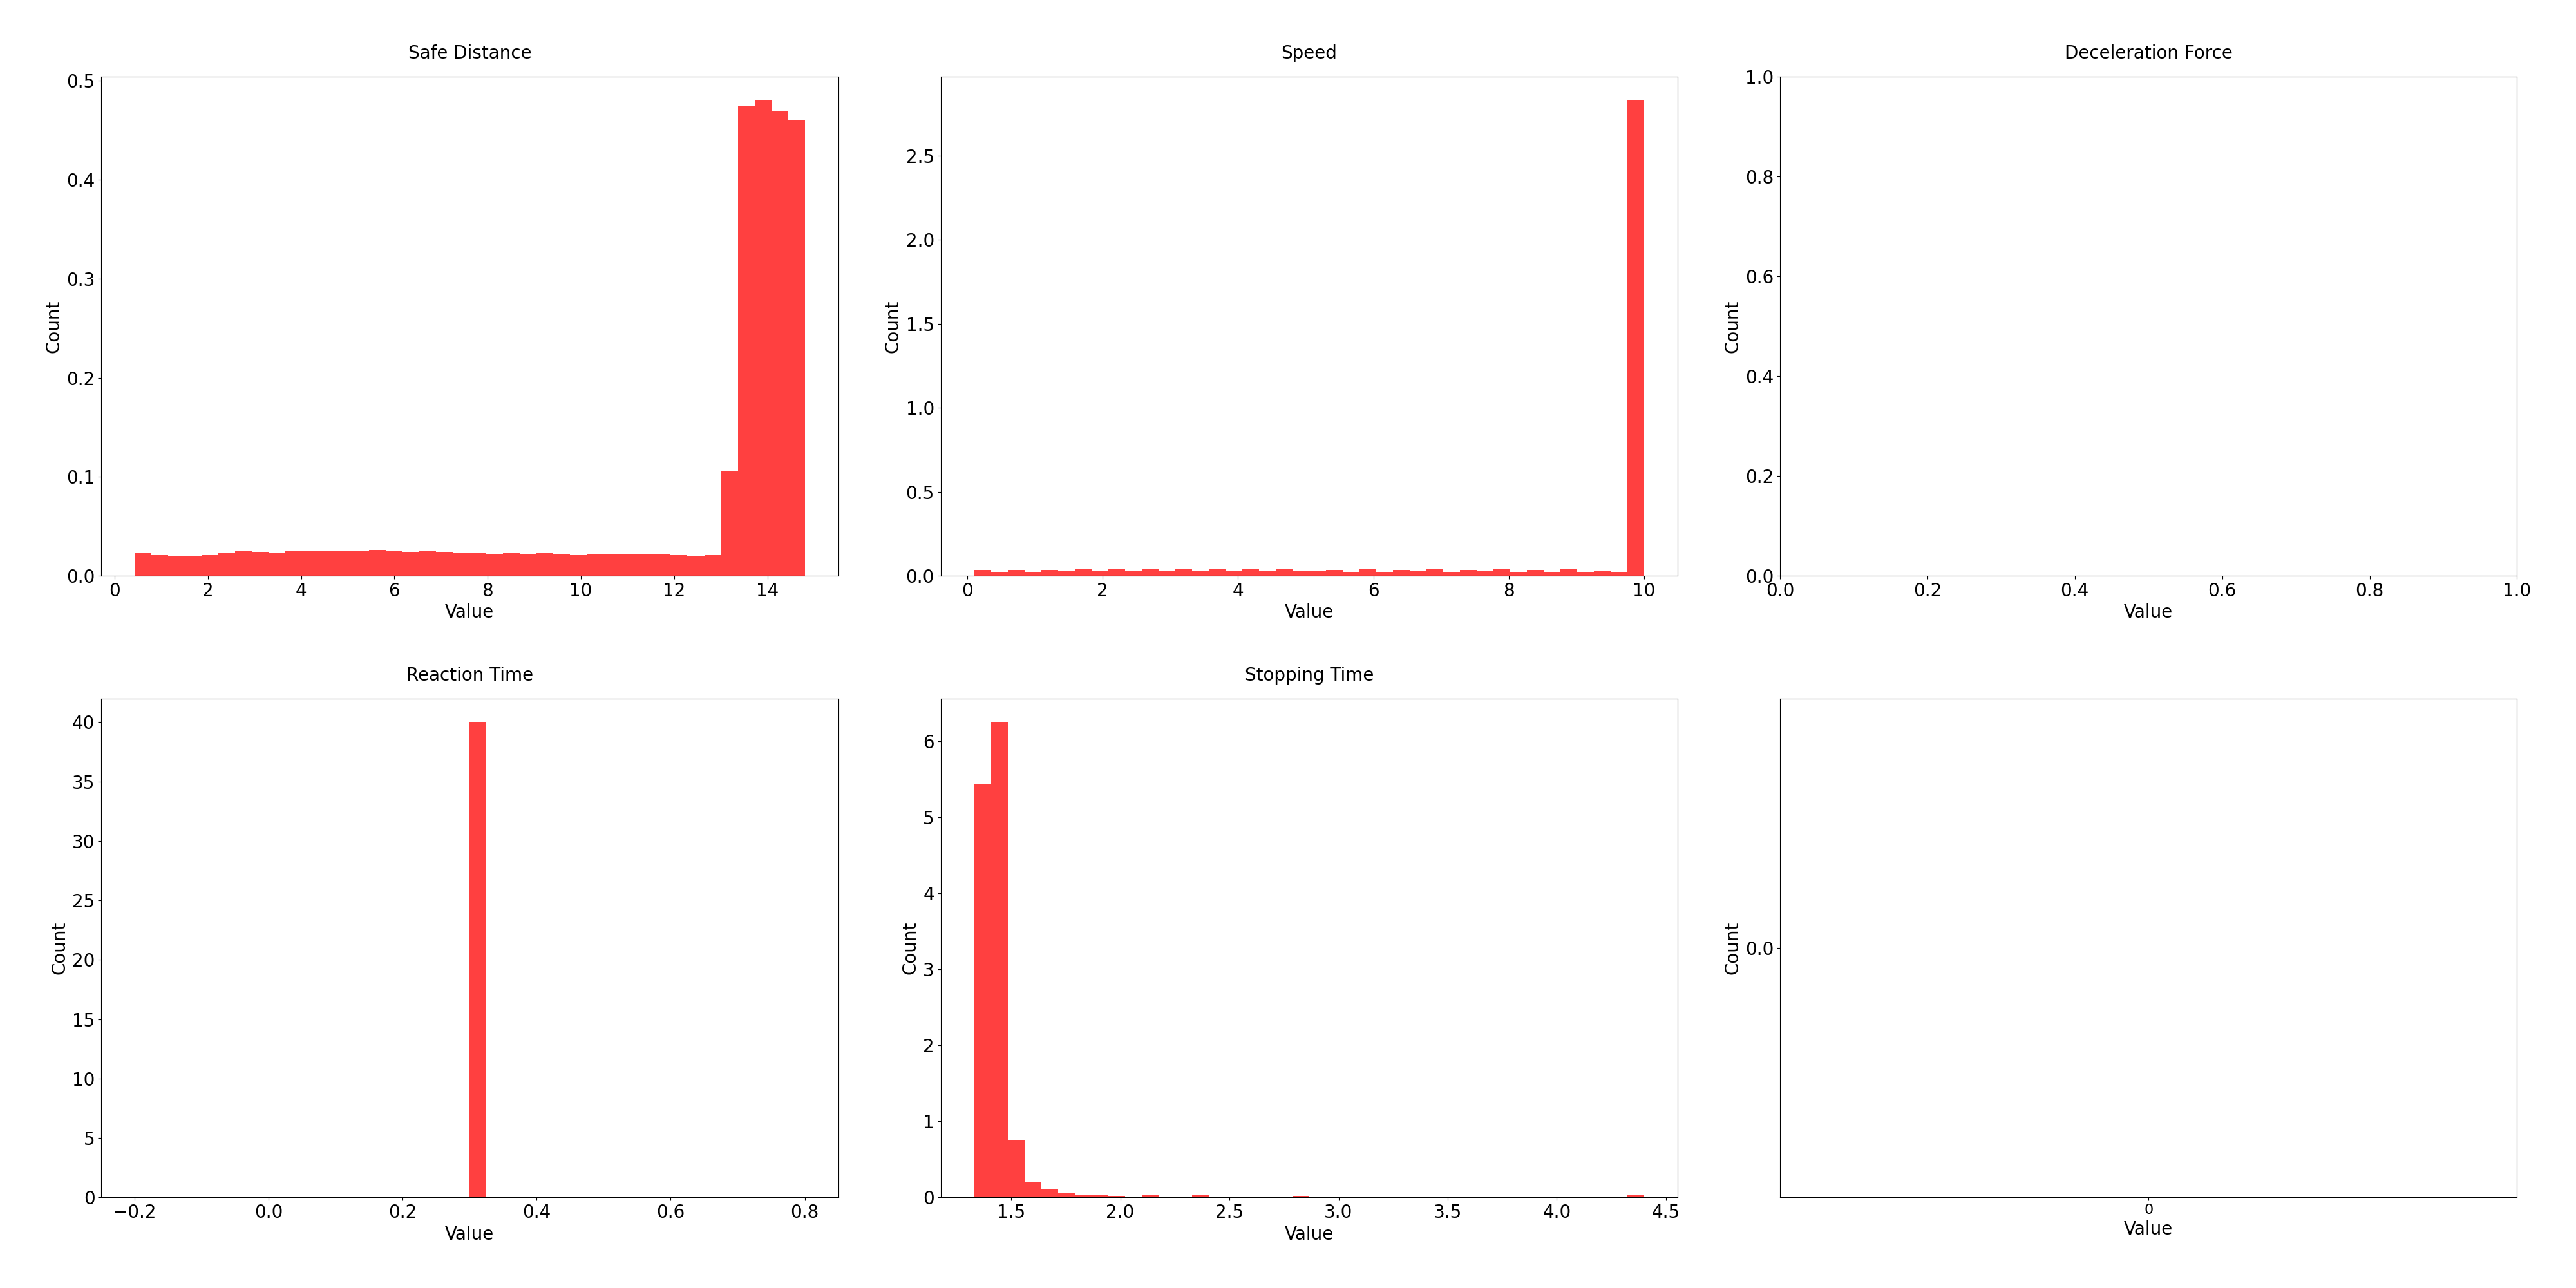 Safe Distance
Speed
Deceleration Force
0.5
0.4
0.3
0.2
0.1
0.0
Count
0 2 4 6 8 10 12 14
Value
2.5
2.0
1.5
1.0
0.5
0.0
Count
0 2 4 6 8 10
Value
1.0
0.8
0.6
0.4
0.2
0.0
Count
0.0 0.2 0.4 0.6 0.8 1.0
Value
Reaction Time
Stopping Time
40
35
30
25
20
15
10
5
0
Count
−0.2 0.0 0.2 0.4 0.6 0.8
Value
6
5
4
3
2
1
0
Count
1.5 2.0 2.5 3.0 3.5 4.0 4.5
Value
0.0
Count
0
Value